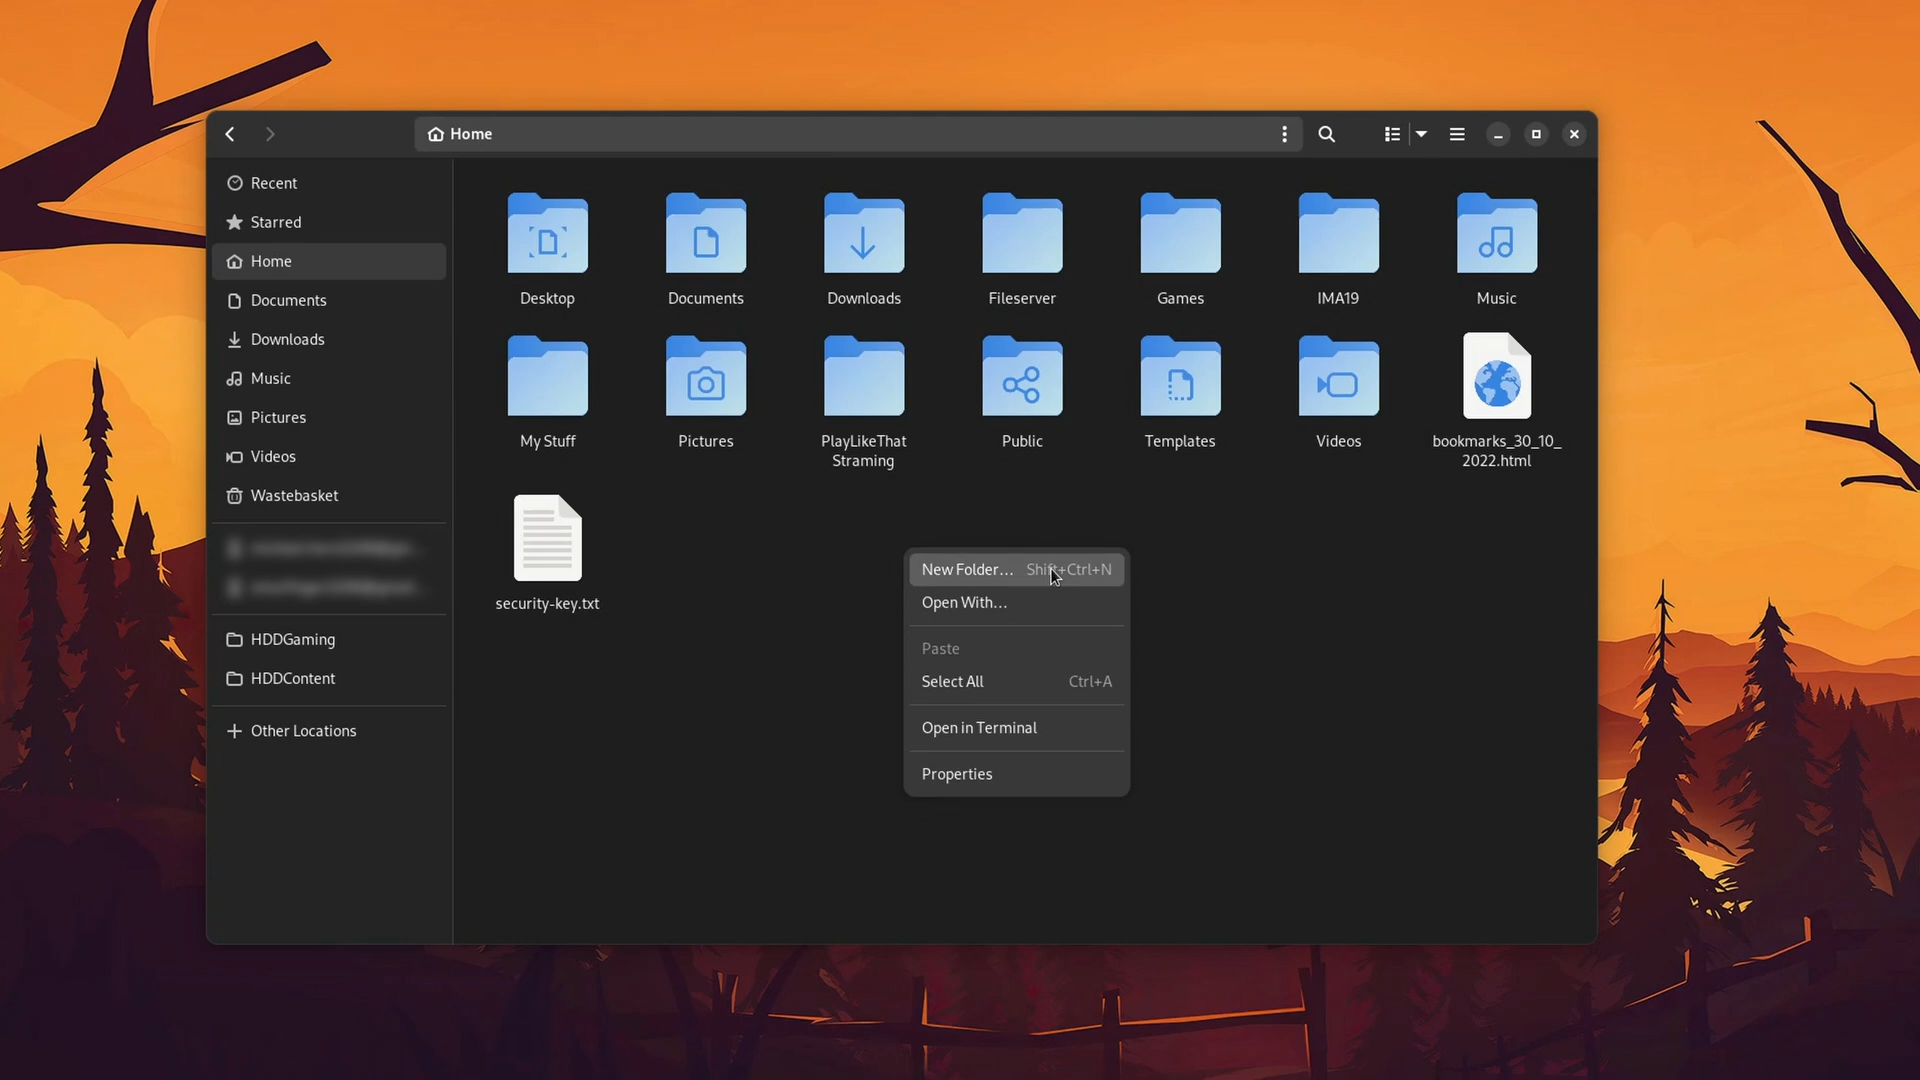 Home
Recent
Starred
Home
Documents
Downloads
Music
Pictures
Videos
Wastebasket
HDDGaming
HDDContent
Other Locations
Desktop
Documents
Downloads
Fileserver
Games
IMA19
Music
My Stuff
Pictures
PlayLikeThat
Straming
Public
Templates
Videos
bookmarks_30_10_
2022.html
security-key.txt
New Folder… Shift+Ctrl+N
Open With…
Paste
Select All Ctrl+A
Open in Terminal
Properties